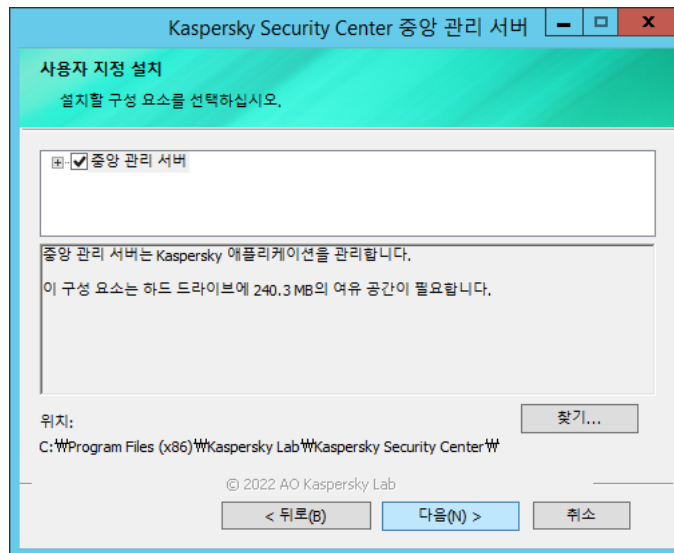 Kaspersky Security Center 중앙 관리 서버
사용자 지정 설치
설치할 구성 요소를 선택하십시오.
중앙 관리 서버
중앙 관리 서버는 Kaspersky 애플리케이션을 관리합니다.
이 구성 요소는 하드 드라이브에 240.3 MB의 여유 공간이 필요합니다.
위치:
찾기...
C:₩Program Files (x86)₩Kaspersky Lab₩Kaspersky Security Center₩
© 2022 AO Kaspersky Lab
< 뒤로(B) 다음(N) > 취소